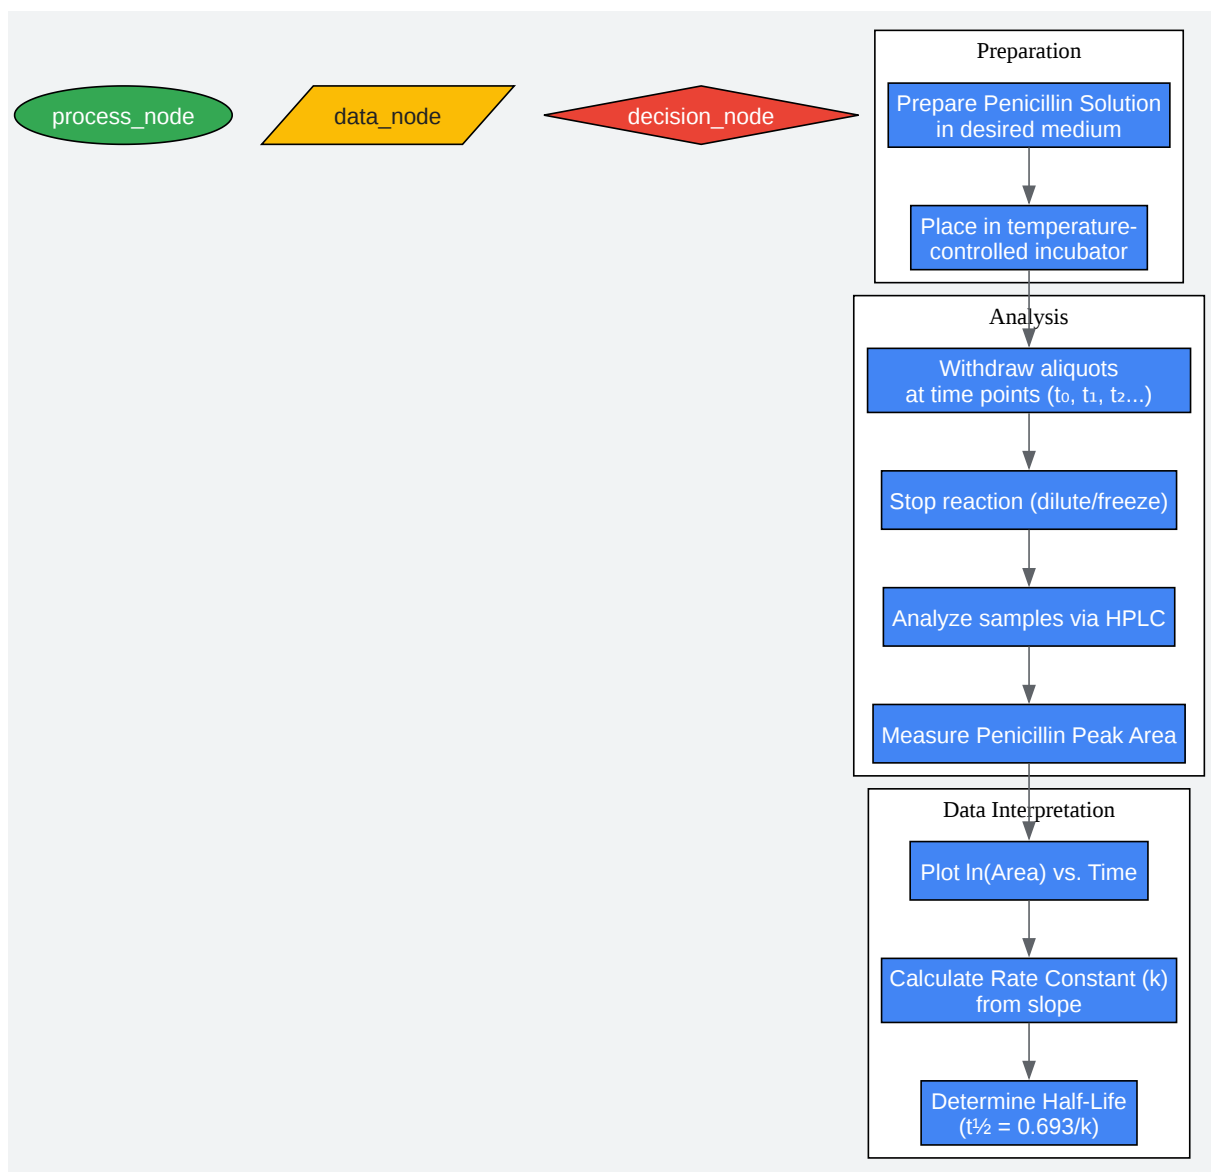 process_node
data_node
decision_node
Preparation
Prepare Penicillin Solution
in desired medium
Place in temperature-
controlled incubator
Analysis
Withdraw aliquots
at time points (t₀, t₁, t₂...)
Stop reaction (dilute/freeze)
Analyze samples via HPLC
Measure Penicillin Peak Area
Data Interpretation
Plot ln(Area) vs. Time
Calculate Rate Constant (k)
from slope
Determine Half-Life
(t½ = 0.693/k)